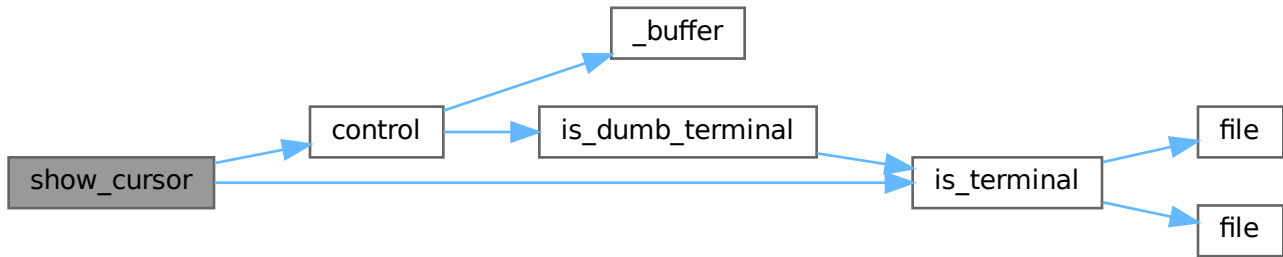 _buffer
control
is_dumb_terminal
file
show_cursor
is_terminal
file